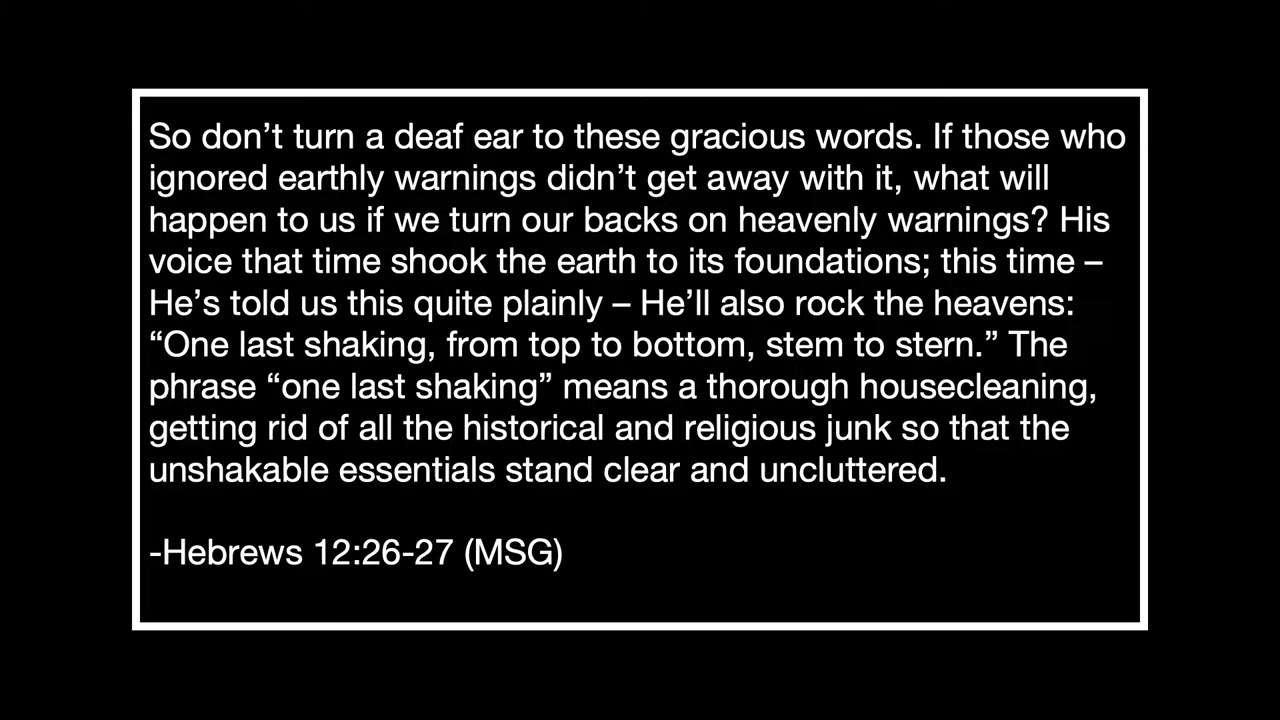 So don’t turn a deaf ear to these gracious words. If those who
ignored earthly warnings didn’t get away with it, what will
happen to us if we turn our backs on heavenly warnings? His
voice that time shook the earth to its foundations; this time –
He’s told us this quite plainly – He’ll also rock the heavens:
“One last shaking, from top to bottom, stem to stern.” The
phrase “one last shaking” means a thorough housecleaning,
getting rid of all the historical and religious junk so that the
unshakable essentials stand clear and uncluttered.
-Hebrews 12:26-27 (MSG)